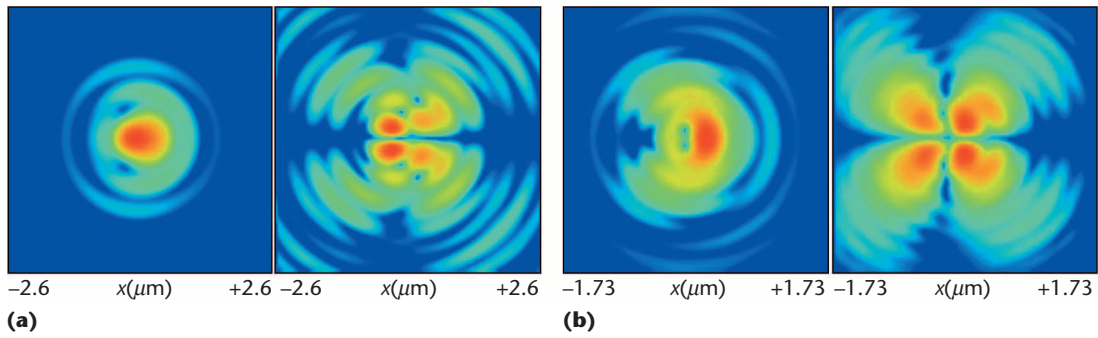 –2.6 x(μm) +2.6 –2.6 x(μm) +2.6 –1.73 x(μm) +1.73 –1.73 x(μm) +1.73
(a) (b)